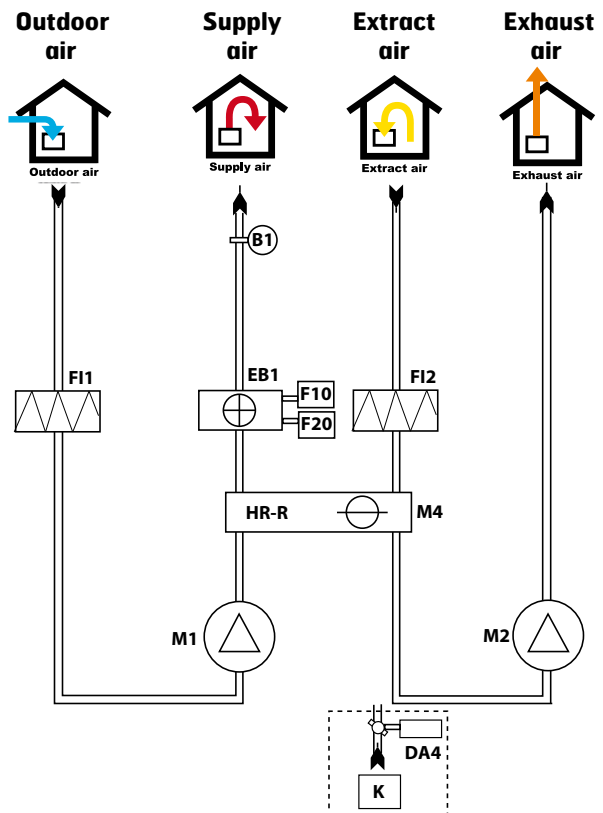 Outdoor
air
Supply
air
Extract
air
Exhaust
air
Outdoor air
Supply air
Extract air
Exhaust air
B1
FI1
EB1
F10
F20
FI2
HR-R
M4
M1
M2
DA4
K